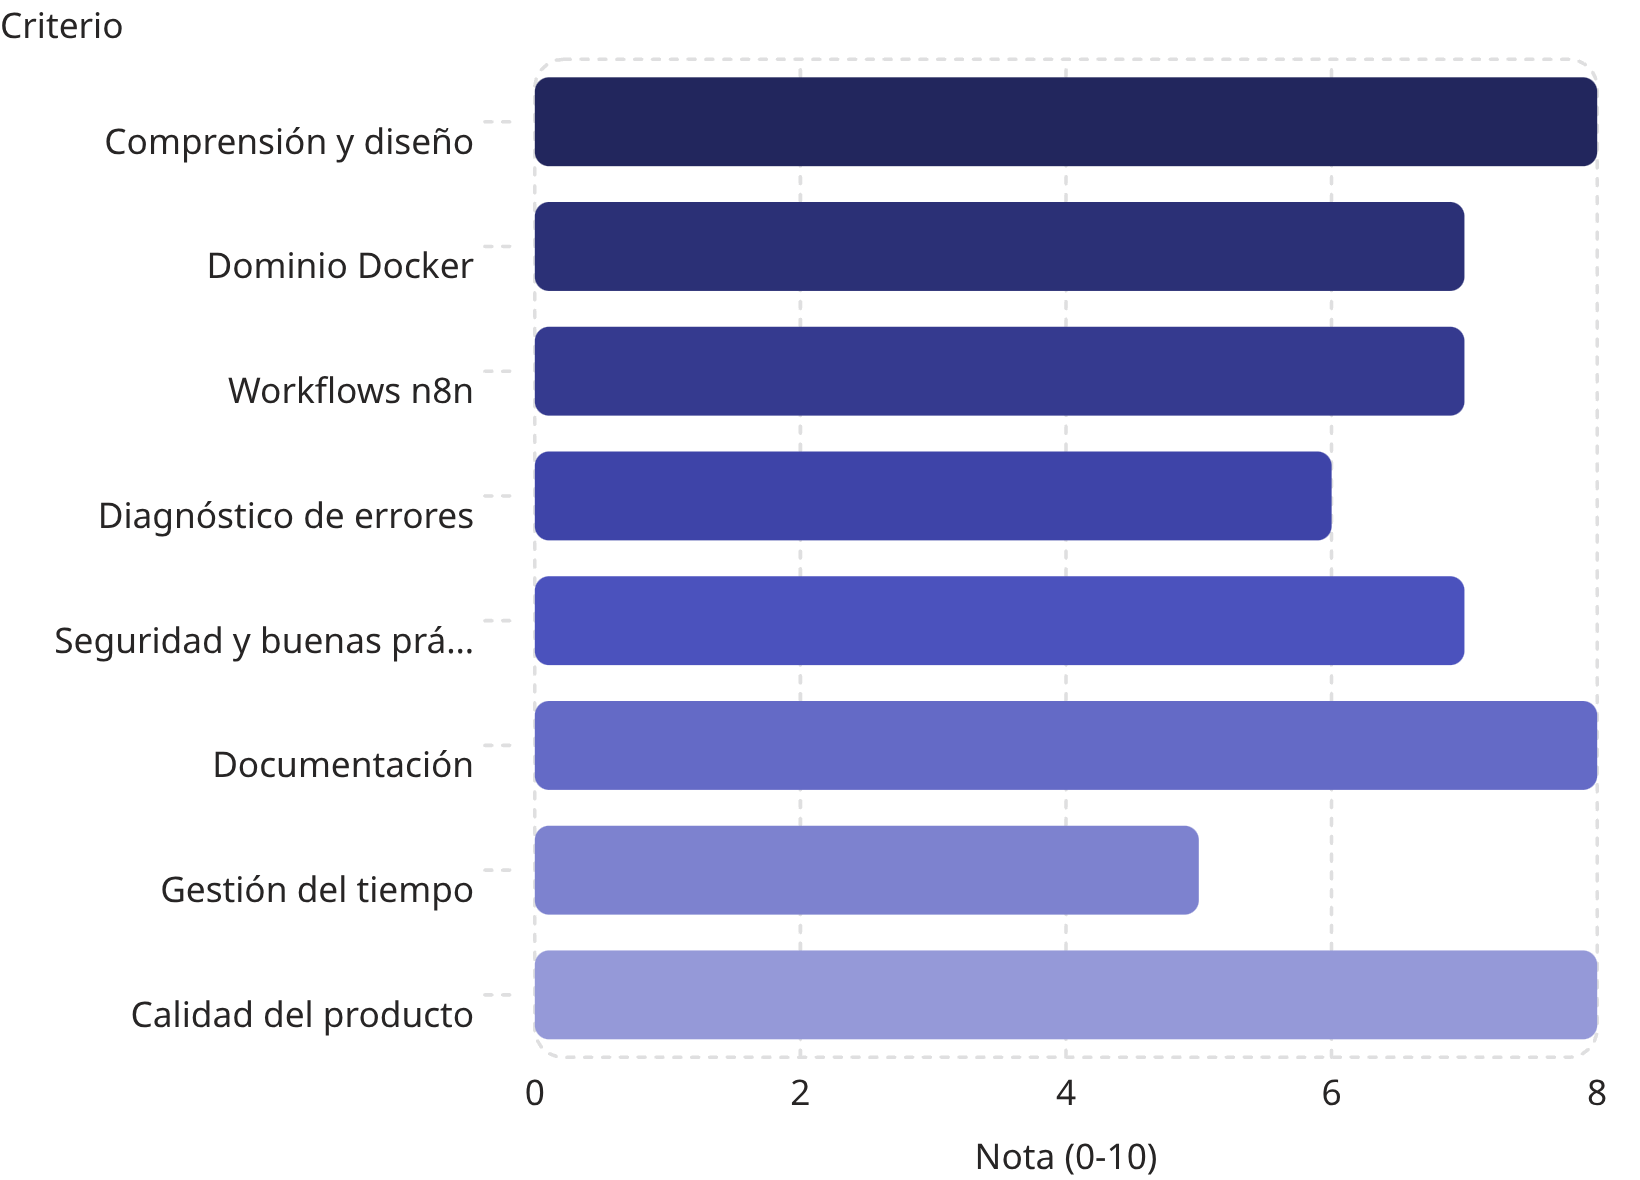 Criterio
Comprensión y diseño
Dominio Docker
Workflows n8n
Diagnóstico de errores
Seguridad y buenas prá...
Documentación
Gestión del tiempo
Calidad del producto
0 2 4 6 8
Nota (0-10)